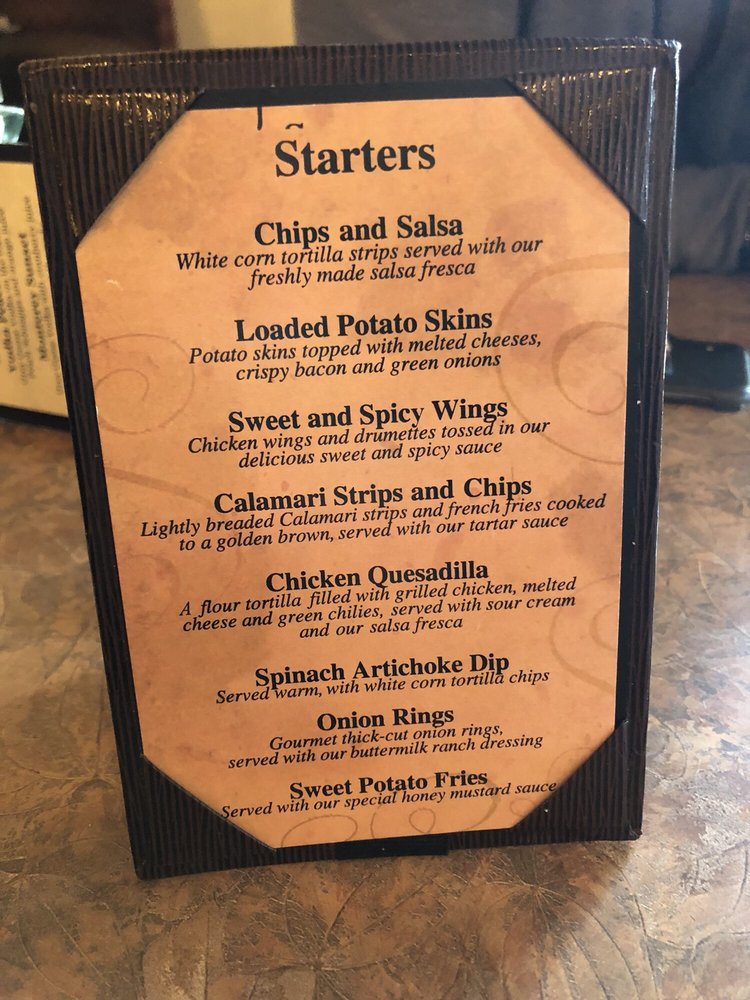 Starters
Chips and Salsa
White corn tortilla strips served with our
freshly made salsa fresca
Loaded Potato Skins
Potato skins topped with melted cheeses,
crispy bacon and green onions
Sweet and Spicy Wings
Chicken wings and drumettes tossed in our
delicious sweet and spicy sauce
Calamari Strips and Chips
Lightly breaded Calamari strips and french fries cooked
to a golden brown, served with our tartar sauce
Chicken Quesadilla
A flour tortilla filled with grilled chicken, melted
cheese and green chilies, served with sour cream
and our salsa fresca
Spinach Artichoke Dip
Served warm, with white corn tortilla chips
Onion Rings
Gourmet thick-cut onion rings,
served with our buttermilk ranch dressing
Sweet Potato Fries
Served with our special honey mustard sauce